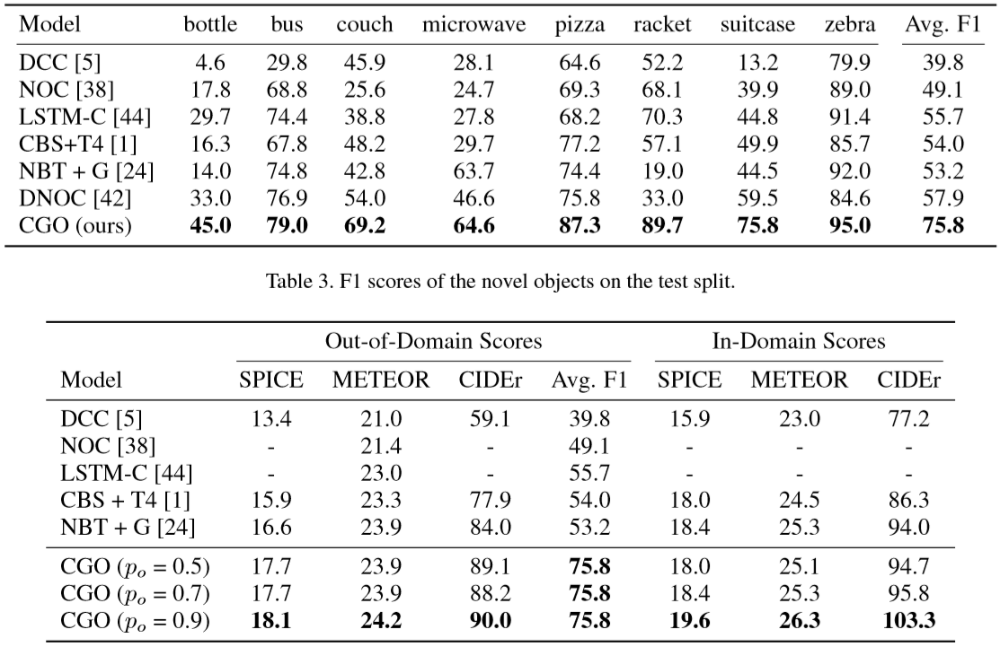 Model bottle bus couch microwave pizza racket suitcase zebra Avg. F1
DCC [5] 4.6 29.8 45.9 28.1 64.6 52.2 13.2 79.9 39.8
NOC [38] 17.8 68.8 25.6 24.7 69.3 68.1 39.9 89.0 49.1
LSTM-C [44] 29.7 74.4 38.8 27.8 68.2 70.3 44.8 91.4 55.7
CBS+T4 [1] 16.3 67.8 48.2 29.7 77.2 57.1 49.9 85.7 54.0
NBT + G [24] 14.0 74.8 42.8 63.7 74.4 19.0 44.5 92.0 53.2
DNOC [42] 33.0 76.9 54.0 46.6 75.8 33.0 59.5 84.6 57.9
CGO (ours) 45.0 79.0 69.2 64.6 87.3 89.7 75.8 95.0 75.8
Table 3. F1 scores of the novel objects on the test split.
Out-of-Domain Scores In-Domain Scores
Model SPICE METEOR CIDEr Avg. F1 SPICE METEOR CIDEr
DCC [5] 13.4 21.0 59.1 39.8 15.9 23.0 77.2
NOC [38] - 21.4 - 49.1 - - -
LSTM-C [44] - 23.0 - 55.7 - - -
CBS + T4 [1] 15.9 23.3 77.9 54.0 18.0 24.5 86.3
NBT + G [24] 16.6 23.9 84.0 53.2 18.4 25.3 94.0
CGO (pₒ = 0.5) 17.7 23.9 89.1 75.8 18.0 25.1 94.7
CGO (pₒ = 0.7) 17.7 23.9 88.2 75.8 18.4 25.3 95.8
CGO (pₒ = 0.9) 18.1 24.2 90.0 75.8 19.6 26.3 103.3